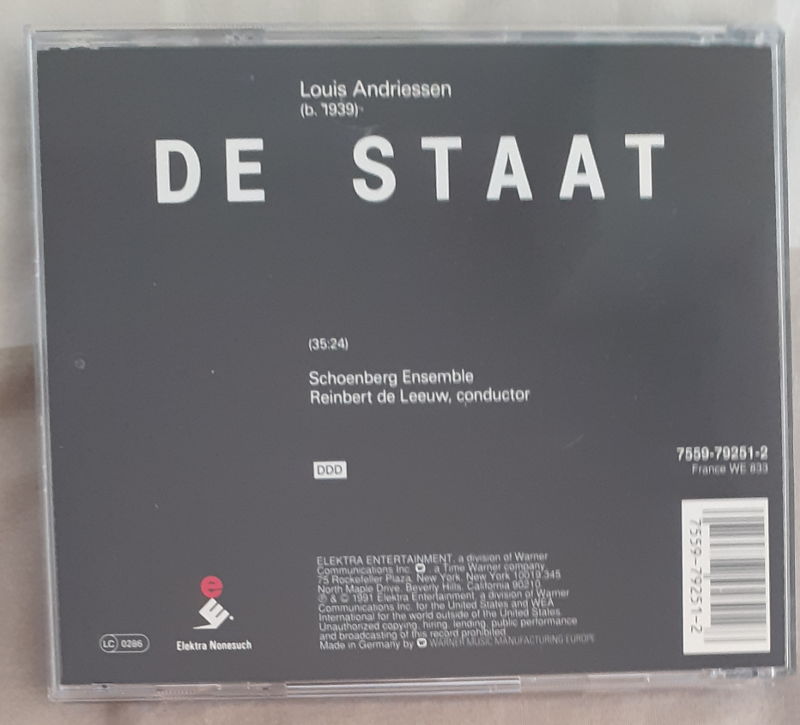 Louis Andriessen
(b. 1939)
DE STAAT
(35:24)
Schoenberg Ensemble
Reinbert de Leeuw, conductor
DDD
7559-79251-2
France WE 833
7559-79251-2
ELEKTRA ENTERTAINMENT, a division of Warner
Communications Inc. a Time Warner company.
75 Rockefeller Plaza, New York, New York 10019.345
North Maple Drive, Beverly Hills, California 90210.
℗ & © 1991 Elektra Entertainment, a division of Warner
Communications Inc. for the United States and WEA
International for the world outside of the United States.
Unauthorized copying, hiring, lending, public performance
and broadcasting of this record prohibited.
Made in Germany by WARNER MUSIC MANUFACTURING EUROPE
e
LC 0286
Elektra Nonesuch